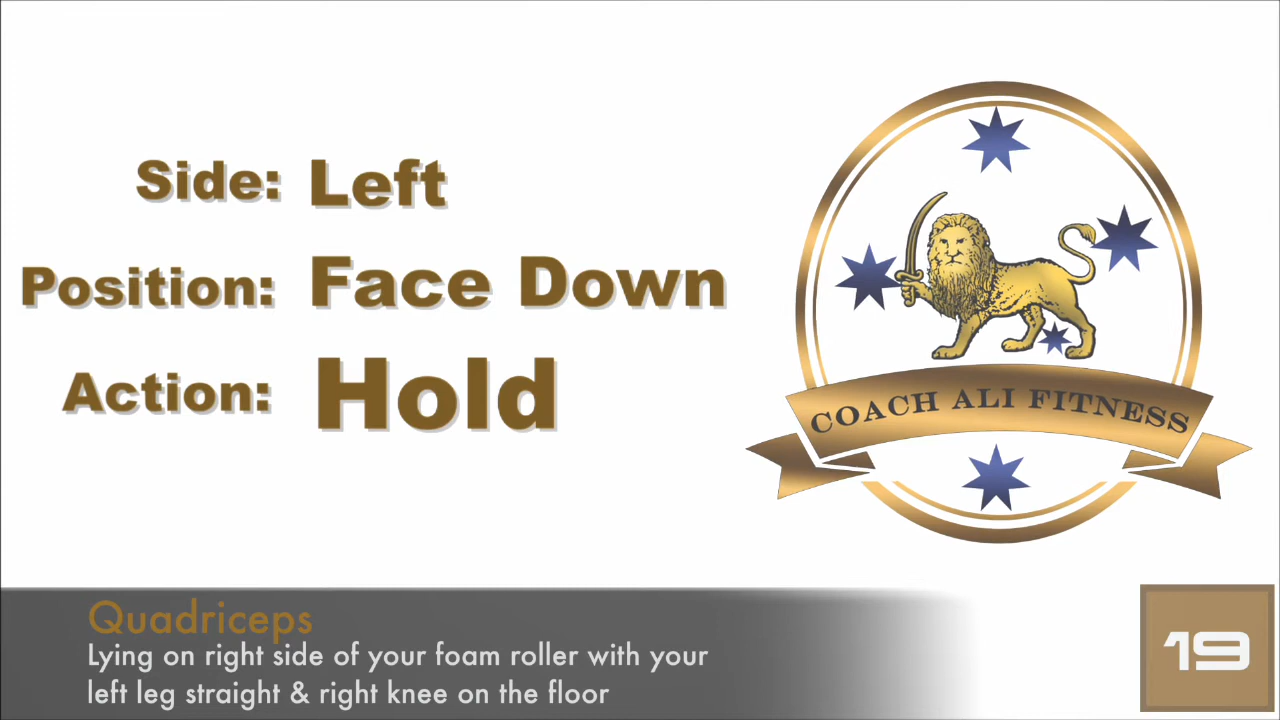 Side: Left
Position: Face Down
Action: Hold
COACH ALI FITNESS
Quadriceps
Lying on right side of your foam roller with your
left leg straight & right knee on the floor
19